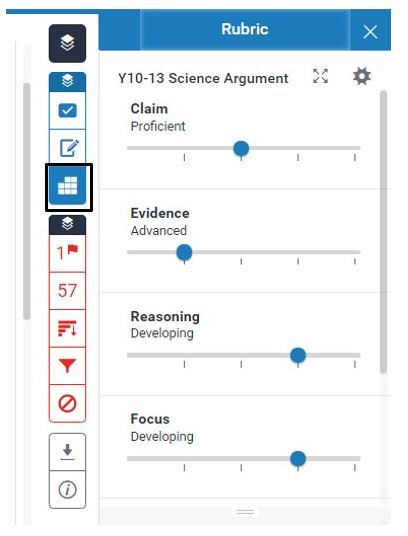 Rubric
Y10-13 Science Argument
Claim
Proficient
Evidence
Advanced
1
57
Reasoning
Developing
Focus
Developing